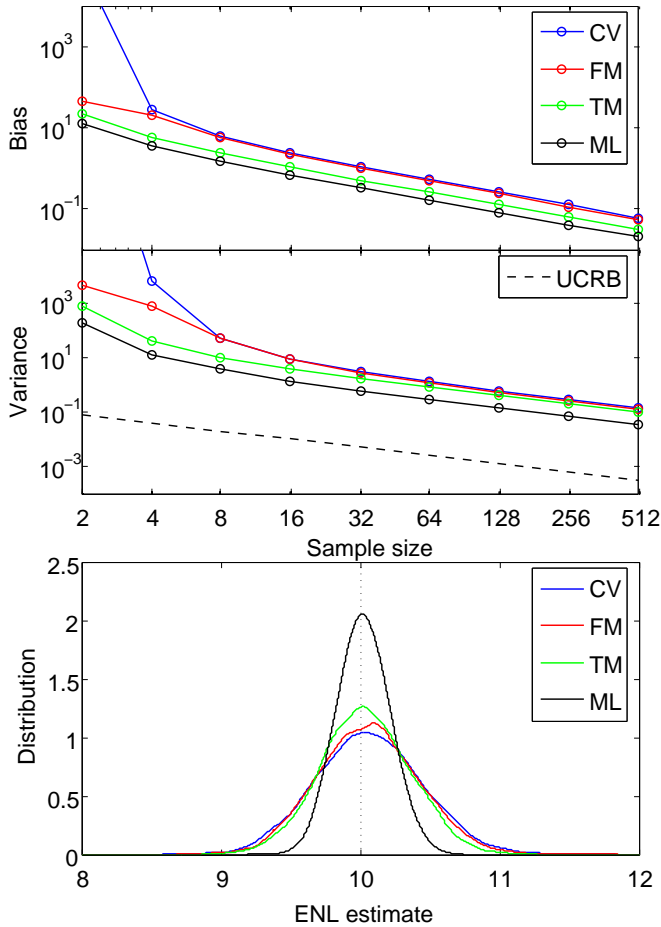 10^3
10^1
10^-1
Bias
CV
FM
TM
ML
10^3
10^1
10^-1
10^-3
Variance
UCRB
2 4 8 16 32 64 128 256 512
Sample size
2.5
2
1.5
1
0.5
0
Distribution
CV
FM
TM
ML
8 9 10 11 12
ENL estimate